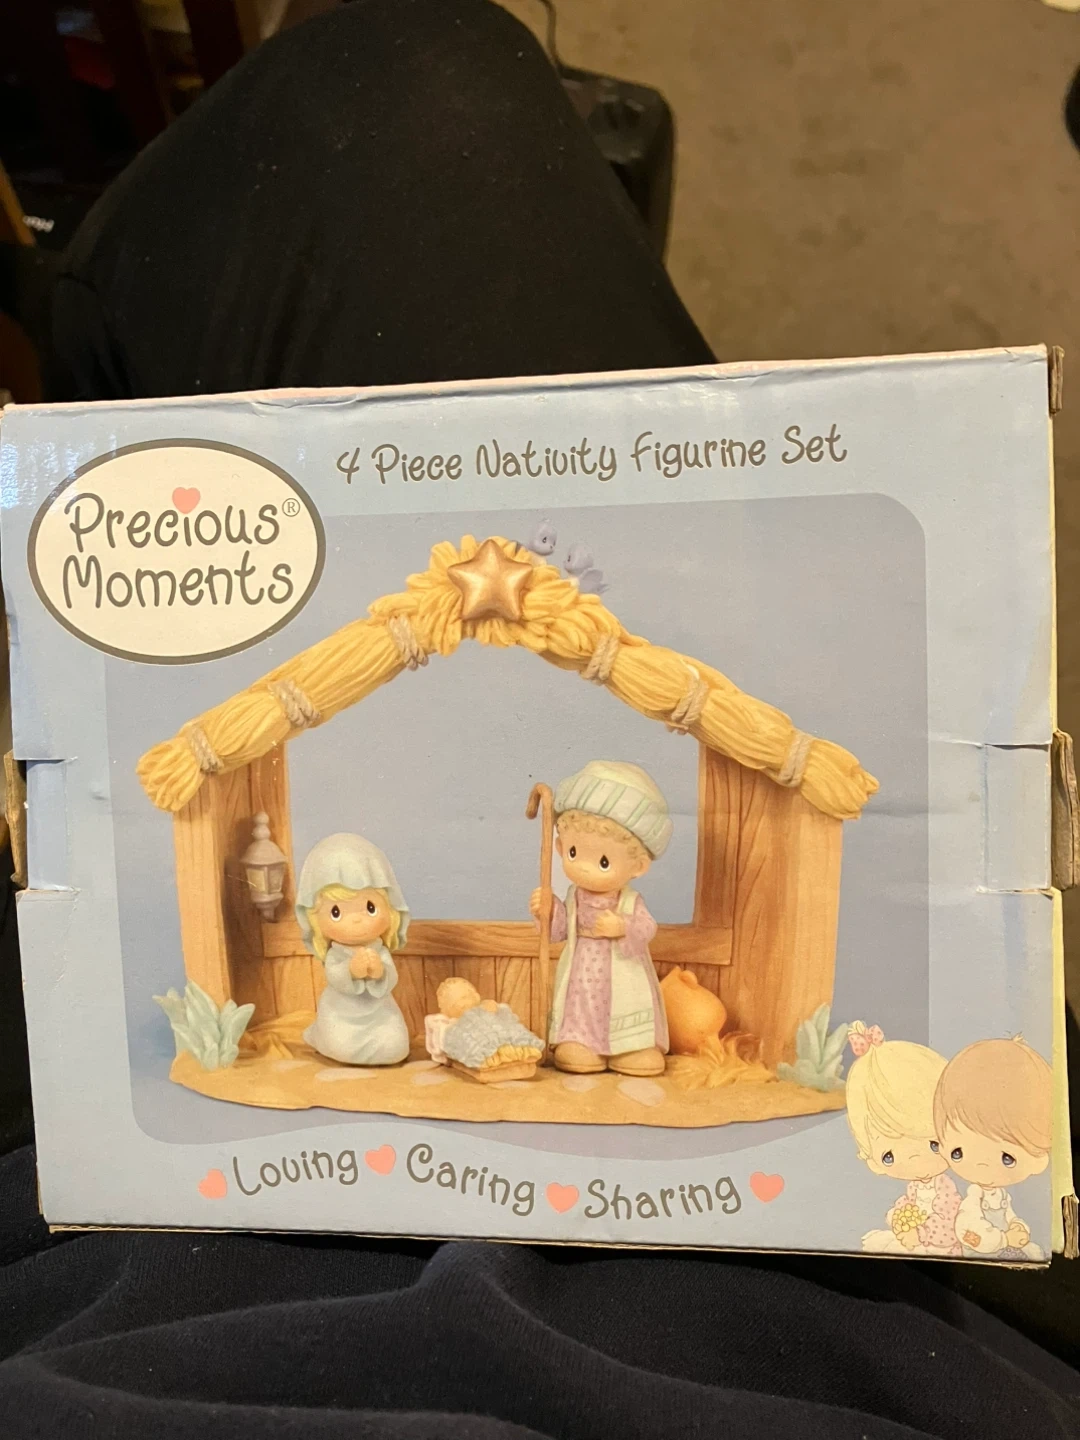 4 Piece Nativity Figurine Set
Precious®
Moments
Loving Caring Sharing